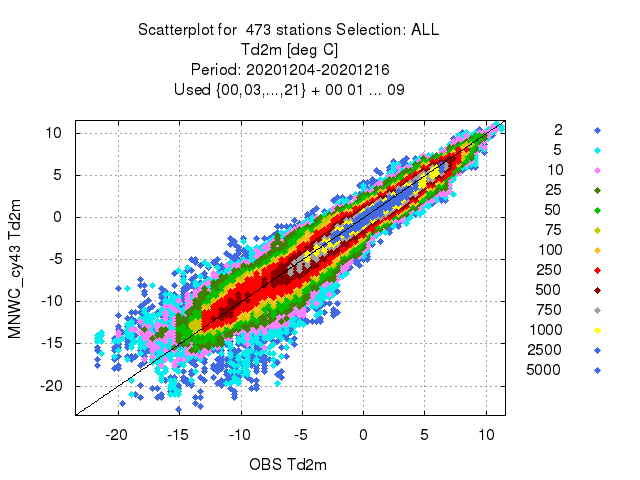 Scatterplot for  473 stations Selection: ALL
Td2m [deg C]
Period: 20201204-20201216
Used {00,03,...,21} + 00 01 ... 09
MNWC_cy43 Td2m
10
5
0
-5
-10
-15
-20
-20 -15 -10 -5 0 5 10
OBS Td2m
2
5
10
25
50
75
100
250
500
750
1000
2500
5000